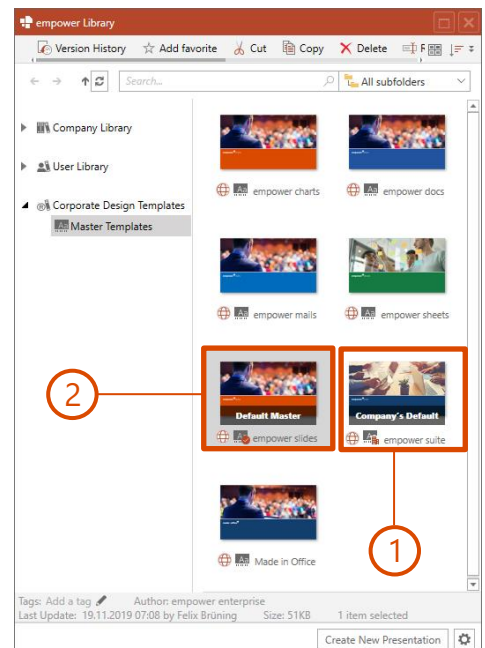 empower Library
Version History Add favorite Cut Copy Delete F
Search... All subfolders
Company Library
User Library
Corporate Design Templates
Master Templates
empower charts
empower docs
empower mails
empower sheets
2
Default Master
Company's Default
empower slides
empower suite
1
Made in Office
Tags: Add a tag Author: empower enterprise
Last Update: 19.11.2019 07:08 by Felix Brüning Size: 51KB 1 item selected
Create New Presentation